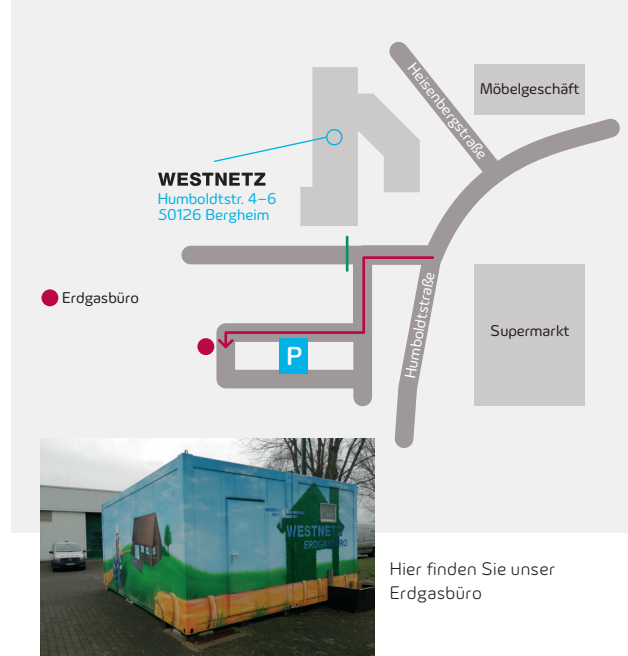 Heisenbergstraße
Möbelgeschäft
WESTNETZ
Humboldtstr. 4–6
50126 Bergheim
Erdgasbüro
Humboldtstraße
Supermarkt
P
WESTNETZ
ERDGASBÜRO
Hier finden Sie unser
Erdgasbüro